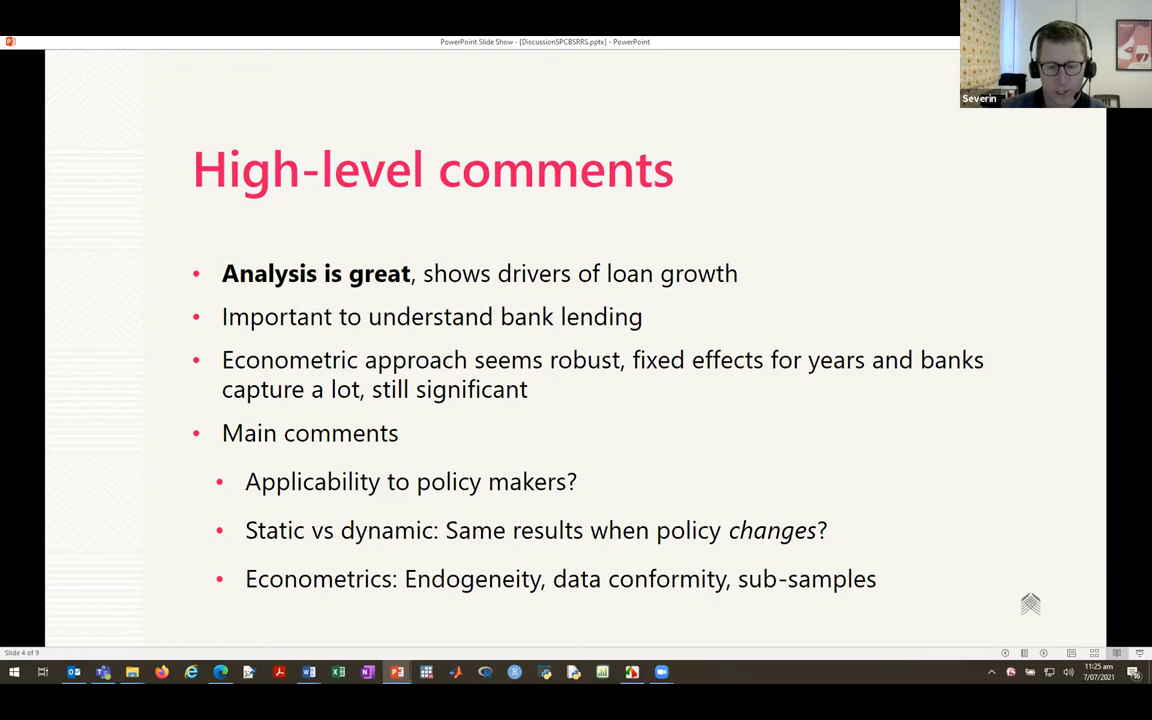 PowerPoint Slide Show - [DiscussionSPCBSRRS.pptx] - PowerPoint
Severin
High-level comments
• Analysis is great, shows drivers of loan growth
• Important to understand bank lending
• Econometric approach seems robust, fixed effects for years and banks
capture a lot, still significant
• Main comments
• Applicability to policy makers?
• Static vs dynamic: Same results when policy changes?
• Econometrics: Endogeneity, data conformity, sub-samples
Slide 4 of 9
11:25 am
7/07/2021